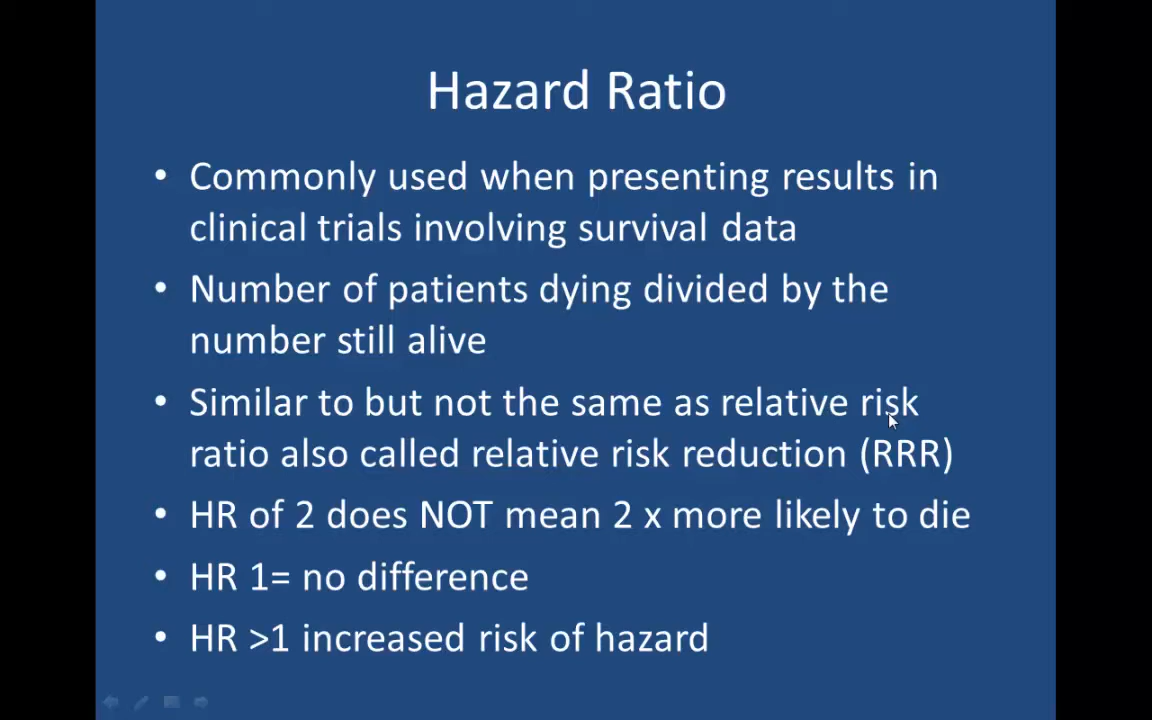 Hazard Ratio
• Commonly used when presenting results in
clinical trials involving survival data
• Number of patients dying divided by the
number still alive
• Similar to but not the same as relative risk
ratio also called relative risk reduction (RRR)
• HR of 2 does NOT mean 2 x more likely to die
• HR 1= no difference
• HR >1 increased risk of hazard